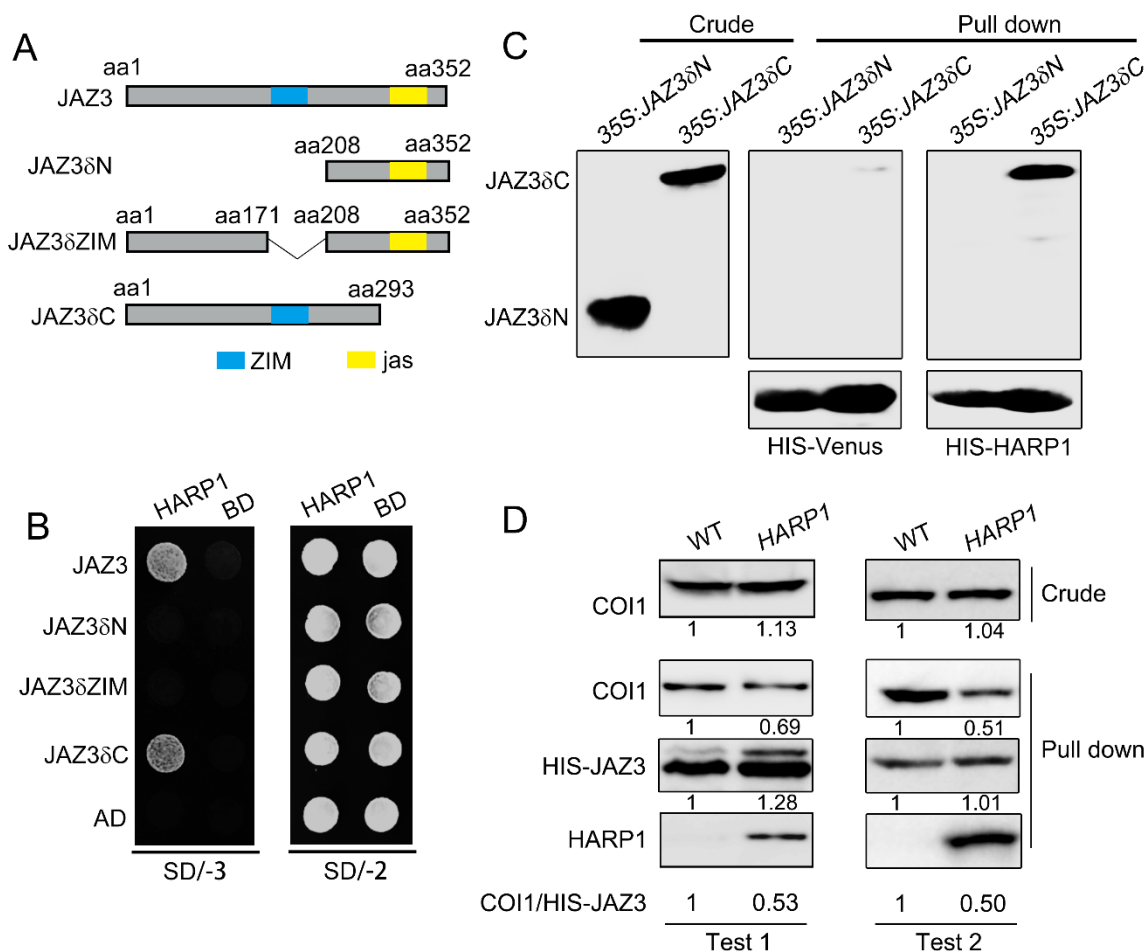 A
aa1 aa352
JAZ3
aa208 aa352
JAZ3δN
aa1 aa171 aa208 aa352
JAZ3δZIM
aa1 aa293
JAZ3δC
ZIM jas
B
HARP1 BD HARP1 BD
JAZ3
JAZ3δN
JAZ3δZIM
JAZ3δC
AD
SD/-3 SD/-2
C
Crude Pull down
35S:JAZ3δN 35S:JAZ3δC 35S:JAZ3δN 35S:JAZ3δC 35S:JAZ3δN 35S:JAZ3δC
JAZ3δC
JAZ3δN
HIS-Venus HIS-HARP1
D
WT HARP1 WT HARP1
COI1 Crude
1 1.13 1 1.04
COI1
1 0.69 1 0.51
Pull down
HIS-JAZ3
1 1.28 1 1.01
HARP1
COI1/HIS-JAZ3 1 0.53 1 0.50
Test 1 Test 2